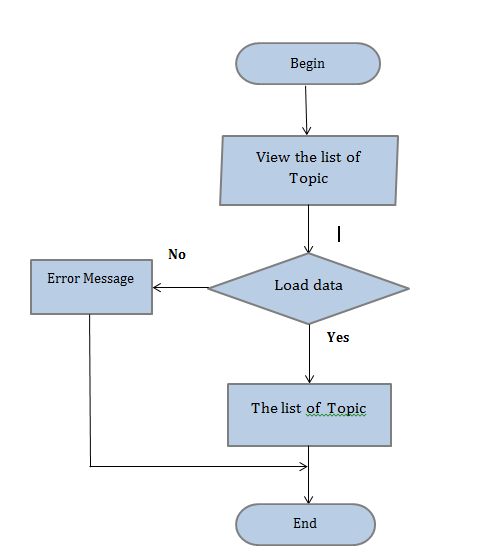 Begin
View the list of
Topic
No
Error Message
Load data
Yes
The list of Topic
End